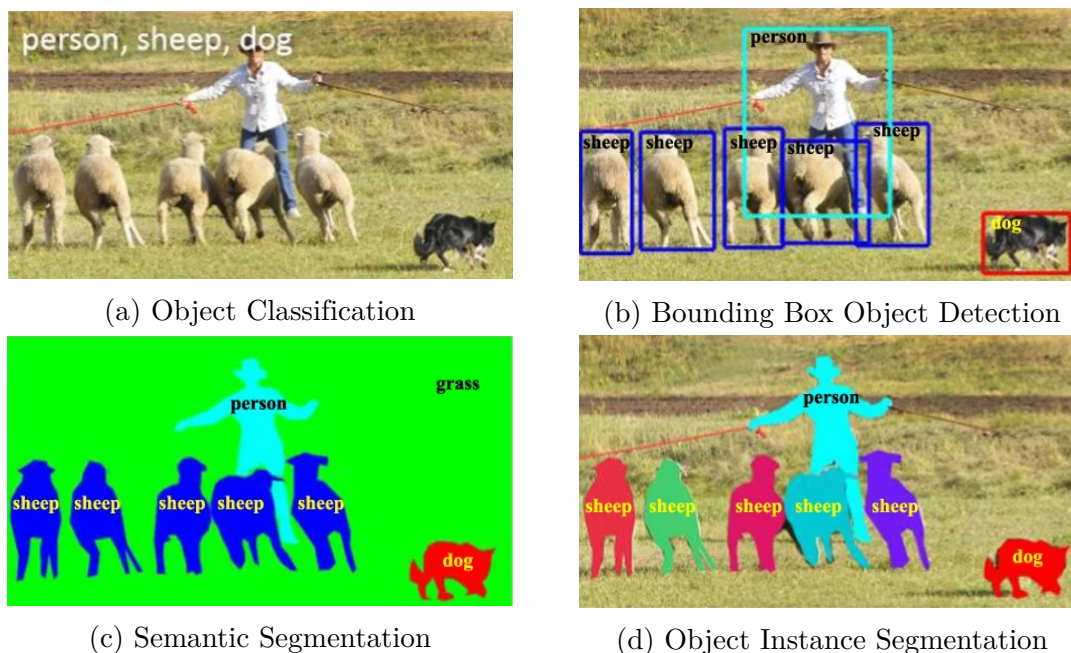 person, sheep, dog
(a) Object Classification
person
sheep
sheep
sheep
sheep
sheep
dog
(b) Bounding Box Object Detection
grass
person
sheep
sheep
sheep
sheep
sheep
dog
(c) Semantic Segmentation
person
sheep
sheep
sheep
sheep
sheep
dog
(d) Object Instance Segmentation